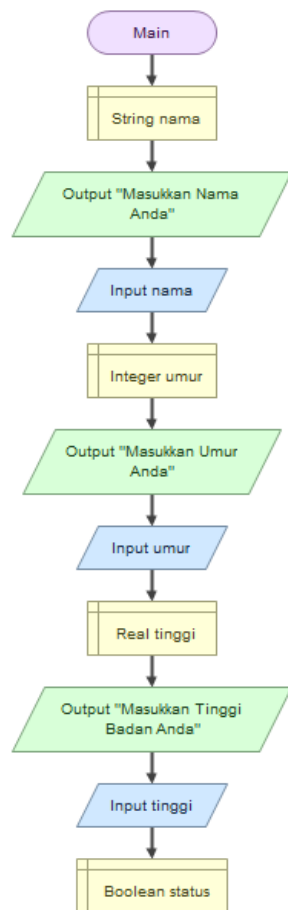 Main
String nama
Output "Masukkan Nama
Anda"
Input nama
Integer umur
Output "Masukkan Umur
Anda"
Input umur
Real tinggi
Output "Masukkan Tinggi
Badan Anda"
Input tinggi
Boolean status